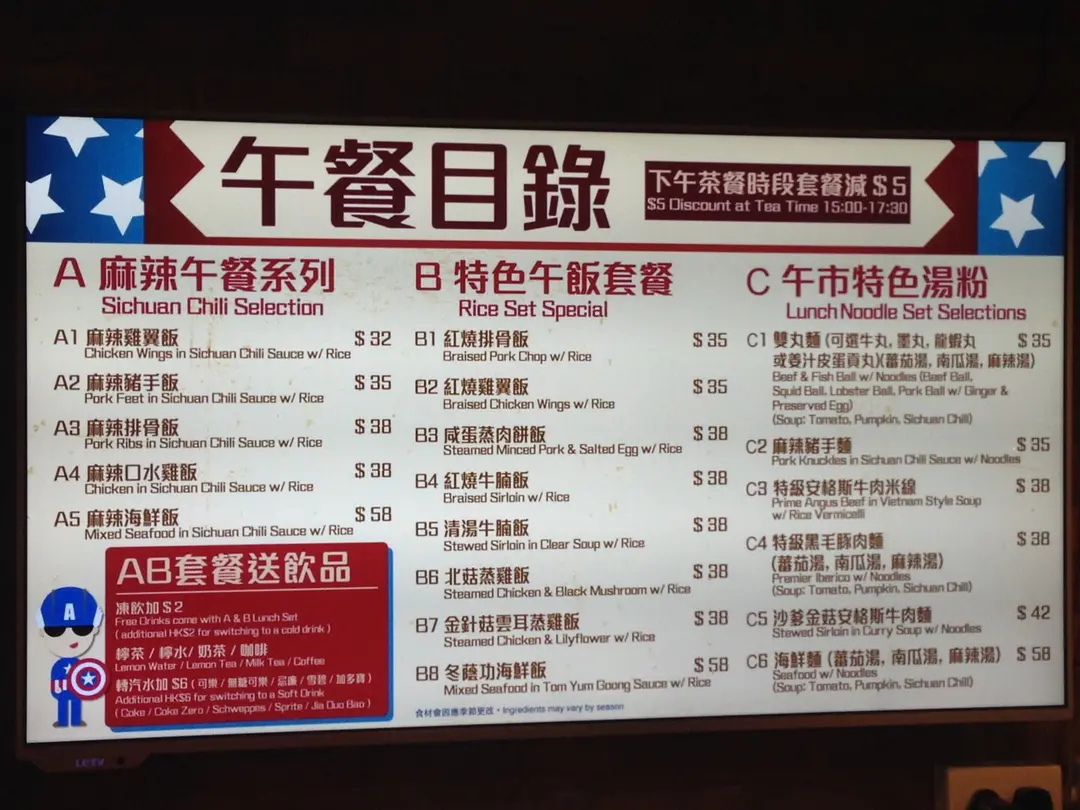 午餐目錄
下午茶餐時段套餐減 $5
$5 Discount at Tea Time 15:00-17:30
A 麻辣午餐系列
Sichuan Chili Selection
A1 麻辣雞翼飯 $32
Chicken Wings in Sichuan Chili Sauce w/ Rice
A2 麻辣豬手飯 $35
Pork Feet in Sichuan Chili Sauce w/ Rice
A3 麻辣排骨飯 $38
Pork Ribs in Sichuan Chili Sauce w/ Rice
A4 麻辣口水雞飯 $38
Chicken in Sichuan Chili Sauce w/ Rice
A5 麻辣海鮮飯 $58
Mixed Seafood in Sichuan Chili Sauce w/ Rice
AB套餐送飲品
凍飲加 $2
Free Drinks come with A & B Lunch Set
( additional HK$2 for switching to a cold drink )
檸茶 / 檸水 / 奶茶 / 咖啡
Lemon Water / Lemon Tea / Milk Tea / Coffee
轉汽水加 $6 ( 可樂 / 無糖可樂 / 忌廉 / 雪碧 / 加多寶 )
Additional HK$6 for switching to a Soft Drink
( Coke / Coke Zero / Schweppes / Sprite / Jia Duo Bao )
A
B 特色午飯套餐
Rice Set Special
B1 紅燒排骨飯 $35
Braised Pork Chop w/ Rice
B2 紅燒雞翼飯 $35
Braised Chicken Wings w/ Rice
B3 咸蛋蒸肉餅飯 $38
Steamed Minced Pork & Salted Egg w/ Rice
B4 紅燒牛腩飯 $38
Braised Sirloin w/ Rice
B5 清湯牛腩飯 $38
Stewed Sirloin in Clear Soup w/ Rice
B6 北菇蒸雞飯 $38
Steamed Chicken & Black Mushroom w/ Rice
B7 金針菇雲耳蒸雞飯 $38
Steamed Chicken & Lilyflower w/ Rice
B8 冬蔭功海鮮飯 $58
Mixed Seafood in Tom Yum Goong Sauce w/ Rice
食材會因應季節更改・Ingredients may vary by season
C 午市特色湯粉
Lunch Noodle Set Selections
C1 雙丸麵 (可選牛丸, 墨丸, 龍蝦丸 $35
或姜汁皮蛋貢丸)(蕃茄湯, 南瓜湯, 麻辣湯)
Beef & Fish Ball w/ Noodles (Beef Ball,
Squid Ball, Lobster Ball, Pork Ball w/ Ginger &
Preserved Egg)
(Soup: Tomato, Pumpkin, Sichuan Chili)
C2 麻辣豬手麵 $35
Pork Knuckles in Sichuan Chili Sauce w/ Noodles
C3 特級安格斯牛肉米線 $38
Prime Angus Beef in Vietnam Style Soup
w/ Rice Vermicelli
C4 特級黑毛豚肉麵 $38
(蕃茄湯, 南瓜湯, 麻辣湯)
Premier Iberico w/ Noodles
(Soup: Tomato, Pumpkin, Sichuan Chili)
C5 沙爹金菇安格斯牛肉麵 $42
Stewed Sirloin in Curry Soup w/ Noodles
C6 海鮮麵 (蕃茄湯, 南瓜湯, 麻辣湯) $58
Seafood w/ Noodles
(Soup: Tomato, Pumpkin, Sichuan Chili)